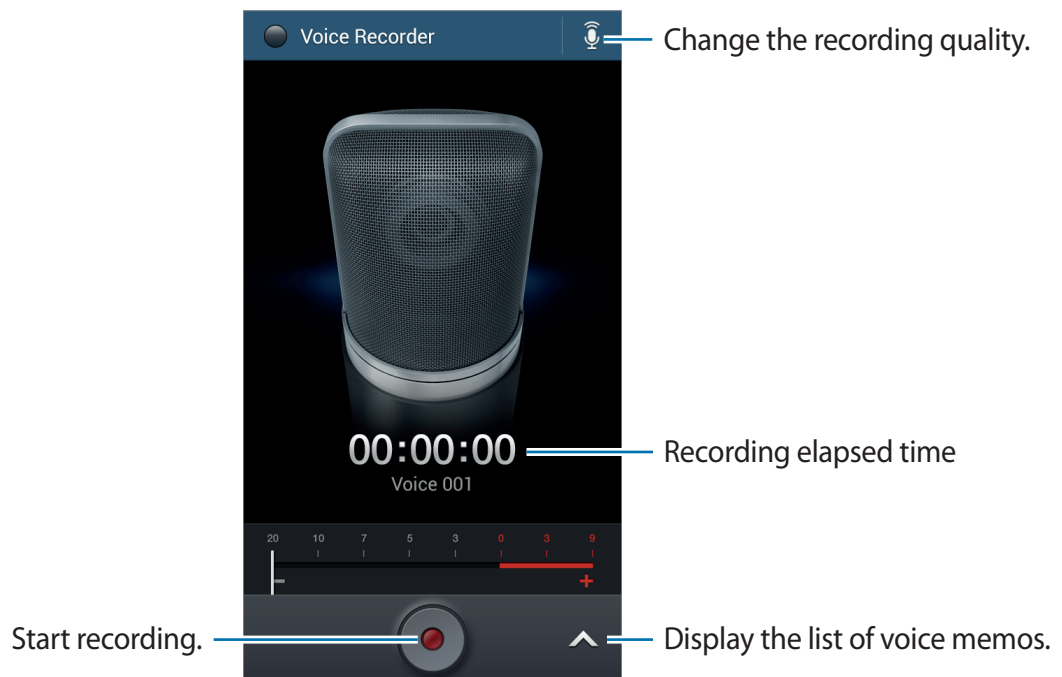 Voice Recorder
Change the recording quality.
00:00:00
Recording elapsed time
Voice 001
20 10 7 5 3 0 3 9
- +
Start recording.
Display the list of voice memos.